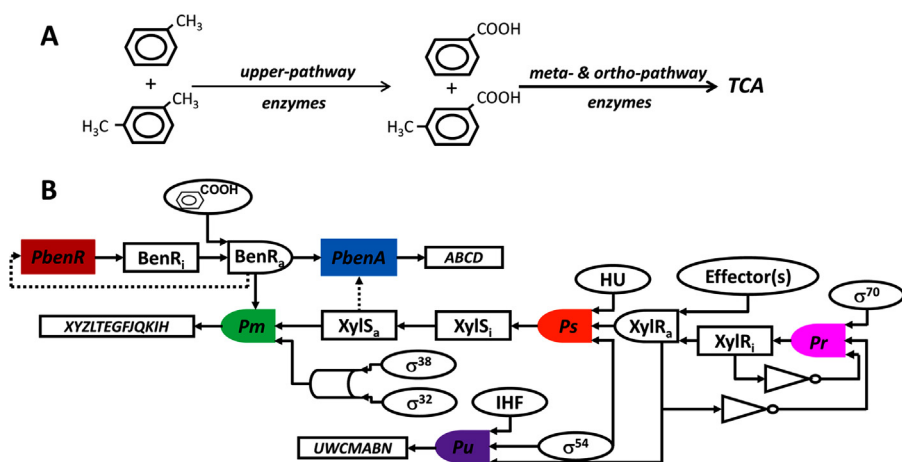 A
CH₃
+
CH₃
H₃C
upper-pathway
enzymes
COOH
+
COOH
H₃C
meta- & ortho-pathway
enzymes
TCA
B
COOH
PbenR
BenRᵢ
BenRₐ
PbenA
ABCD
HU
Effector(s)
σ⁷⁰
XYZLTEGFJQKIH
Pm
XylSₐ
XylSᵢ
Ps
XylRₐ
XylRᵢ
Pr
σ³⁸
σ³²
IHF
UWCMABN
Pu
σ⁵⁴